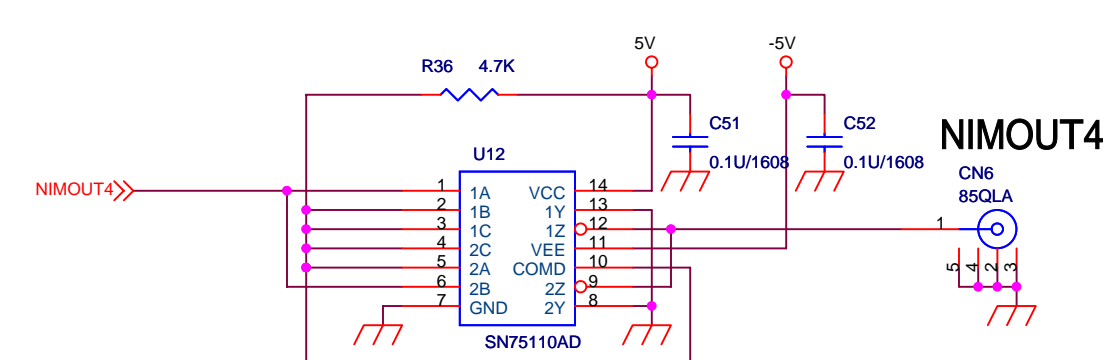 5V
-5V
R36 4.7K
C51
C52
NIMOUT4
0.1U/1608
0.1U/1608
U12
CN6
85QLA
NIMOUT4
1 1A VCC 14
2 1B 1Y 13
3 1C 1Z 12
4 2C VEE 11
5 2A COMD 10
6 2B 2Z 9
7 GND 2Y 8
1
5 4 2 3
SN75110AD